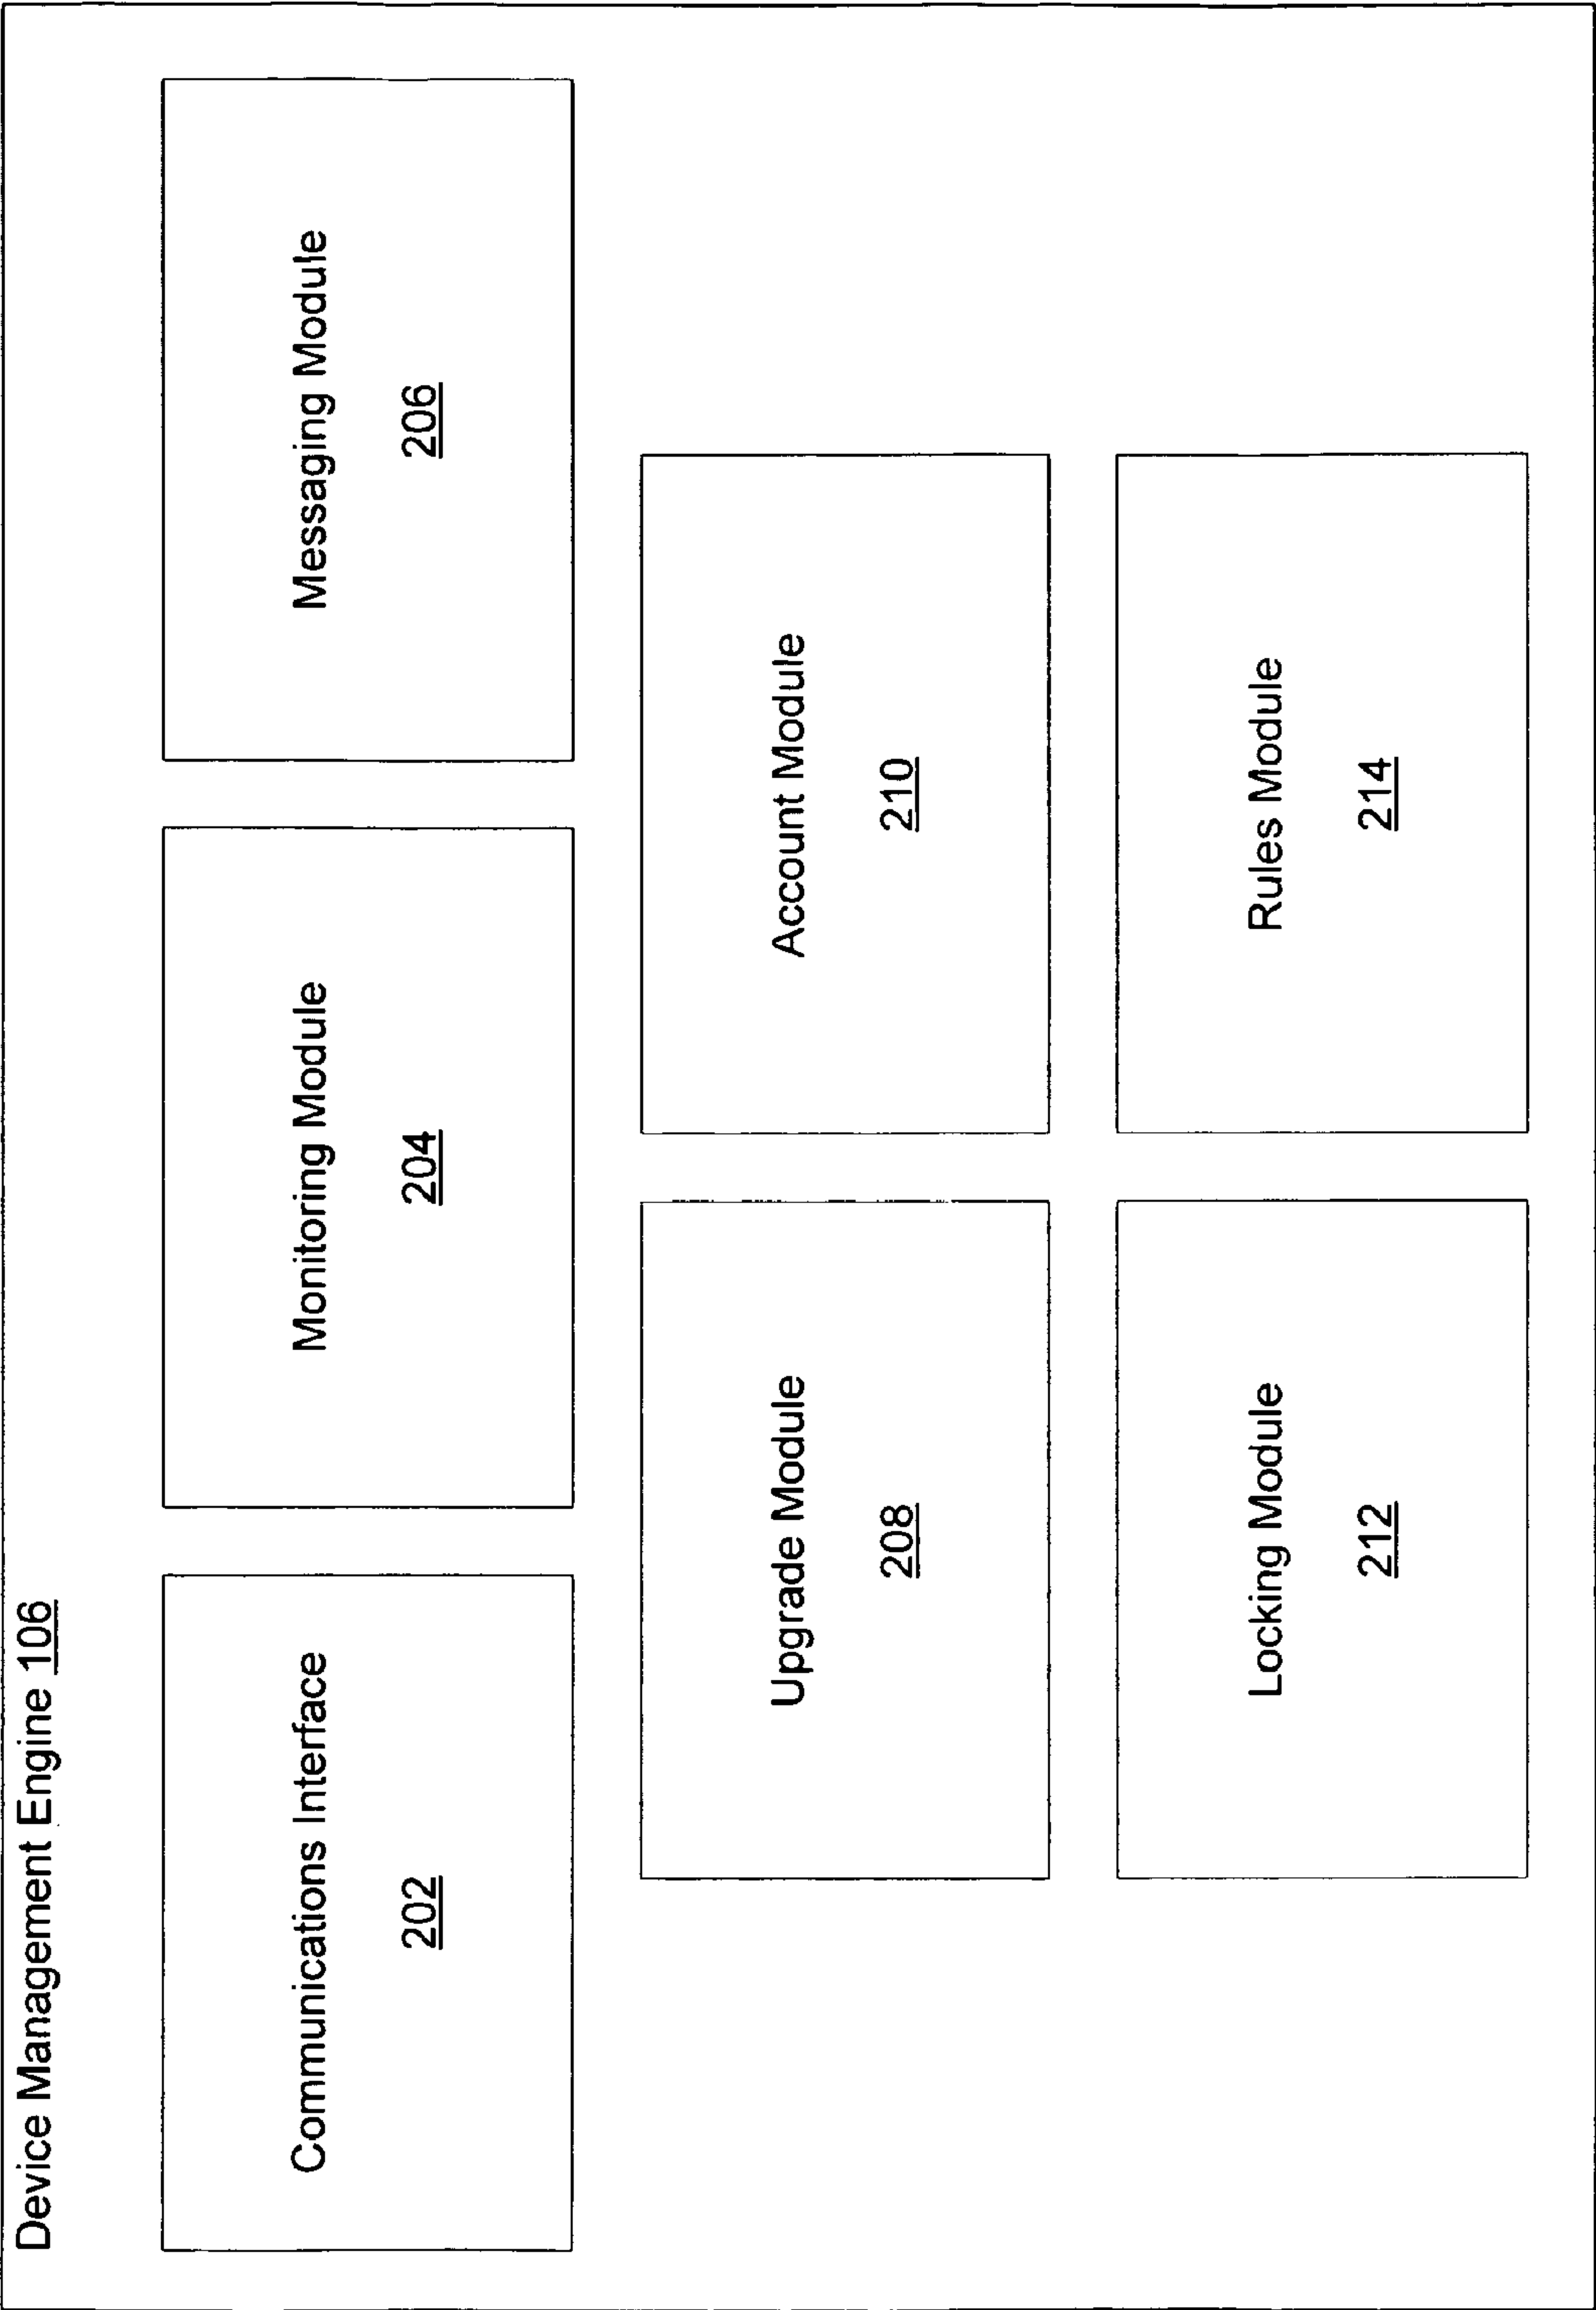 Device Management Engine 106
Communications Interface
202
Monitoring Module
204
Messaging Module
206
Upgrade Module
208
Account Module
210
Locking Module
212
Rules Module
214